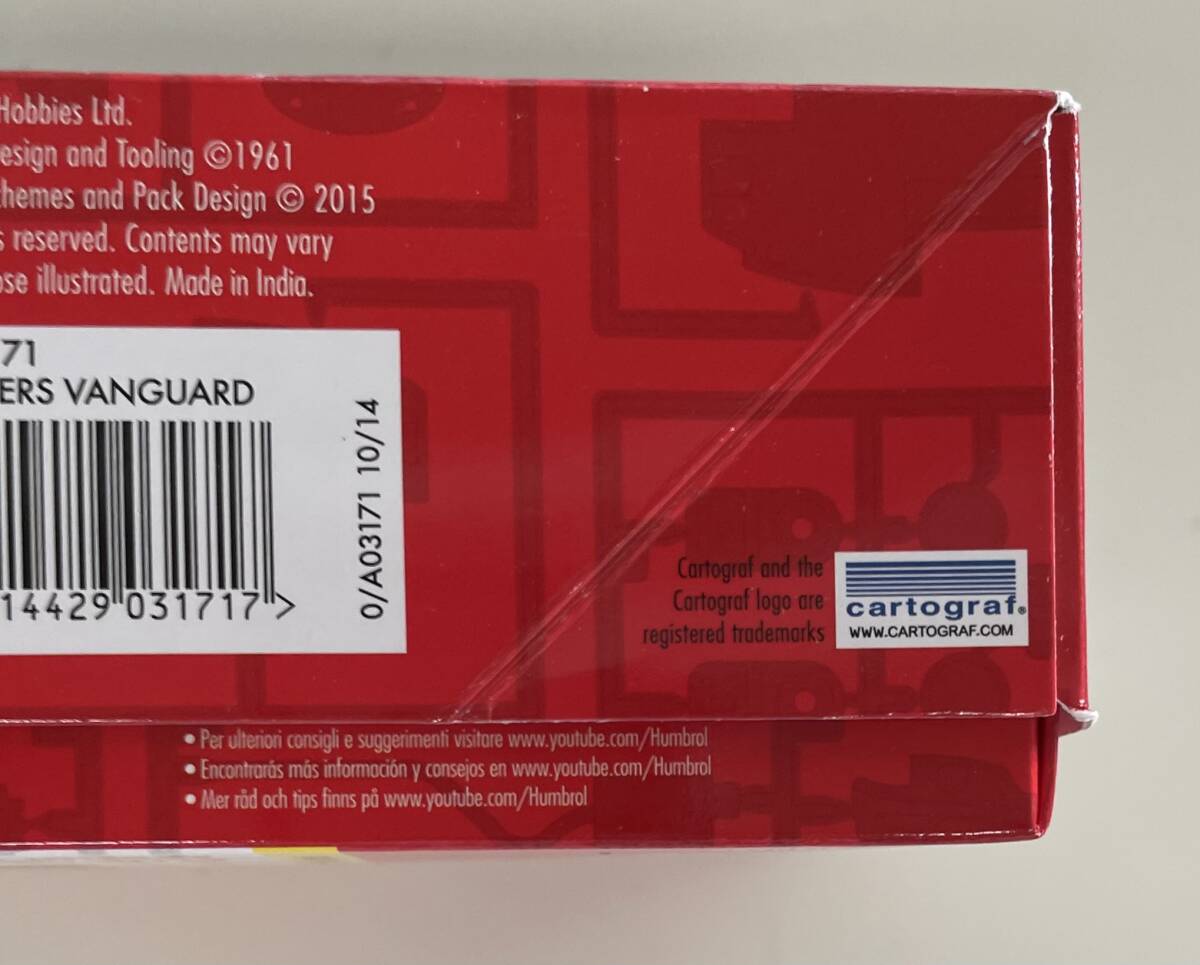 Hobbies Ltd.
esign and Tooling ©1961
hemes and Pack Design © 2015
s reserved. Contents may vary
ose illustrated. Made in India.
71
ERS VANGUARD
0/A03171 10/14
14429 031717 >
Cartograf and the
Cartograf logo are
registered trademarks
cartograf®
WWW.CARTOGRAF.COM
• Per ulteriori consigli e suggerimenti visitare www.youtube.com/Humbrol
• Encontrarás más información y consejos en www.youtube.com/Humbrol
• Mer råd och tips finns på www.youtube.com/Humbrol